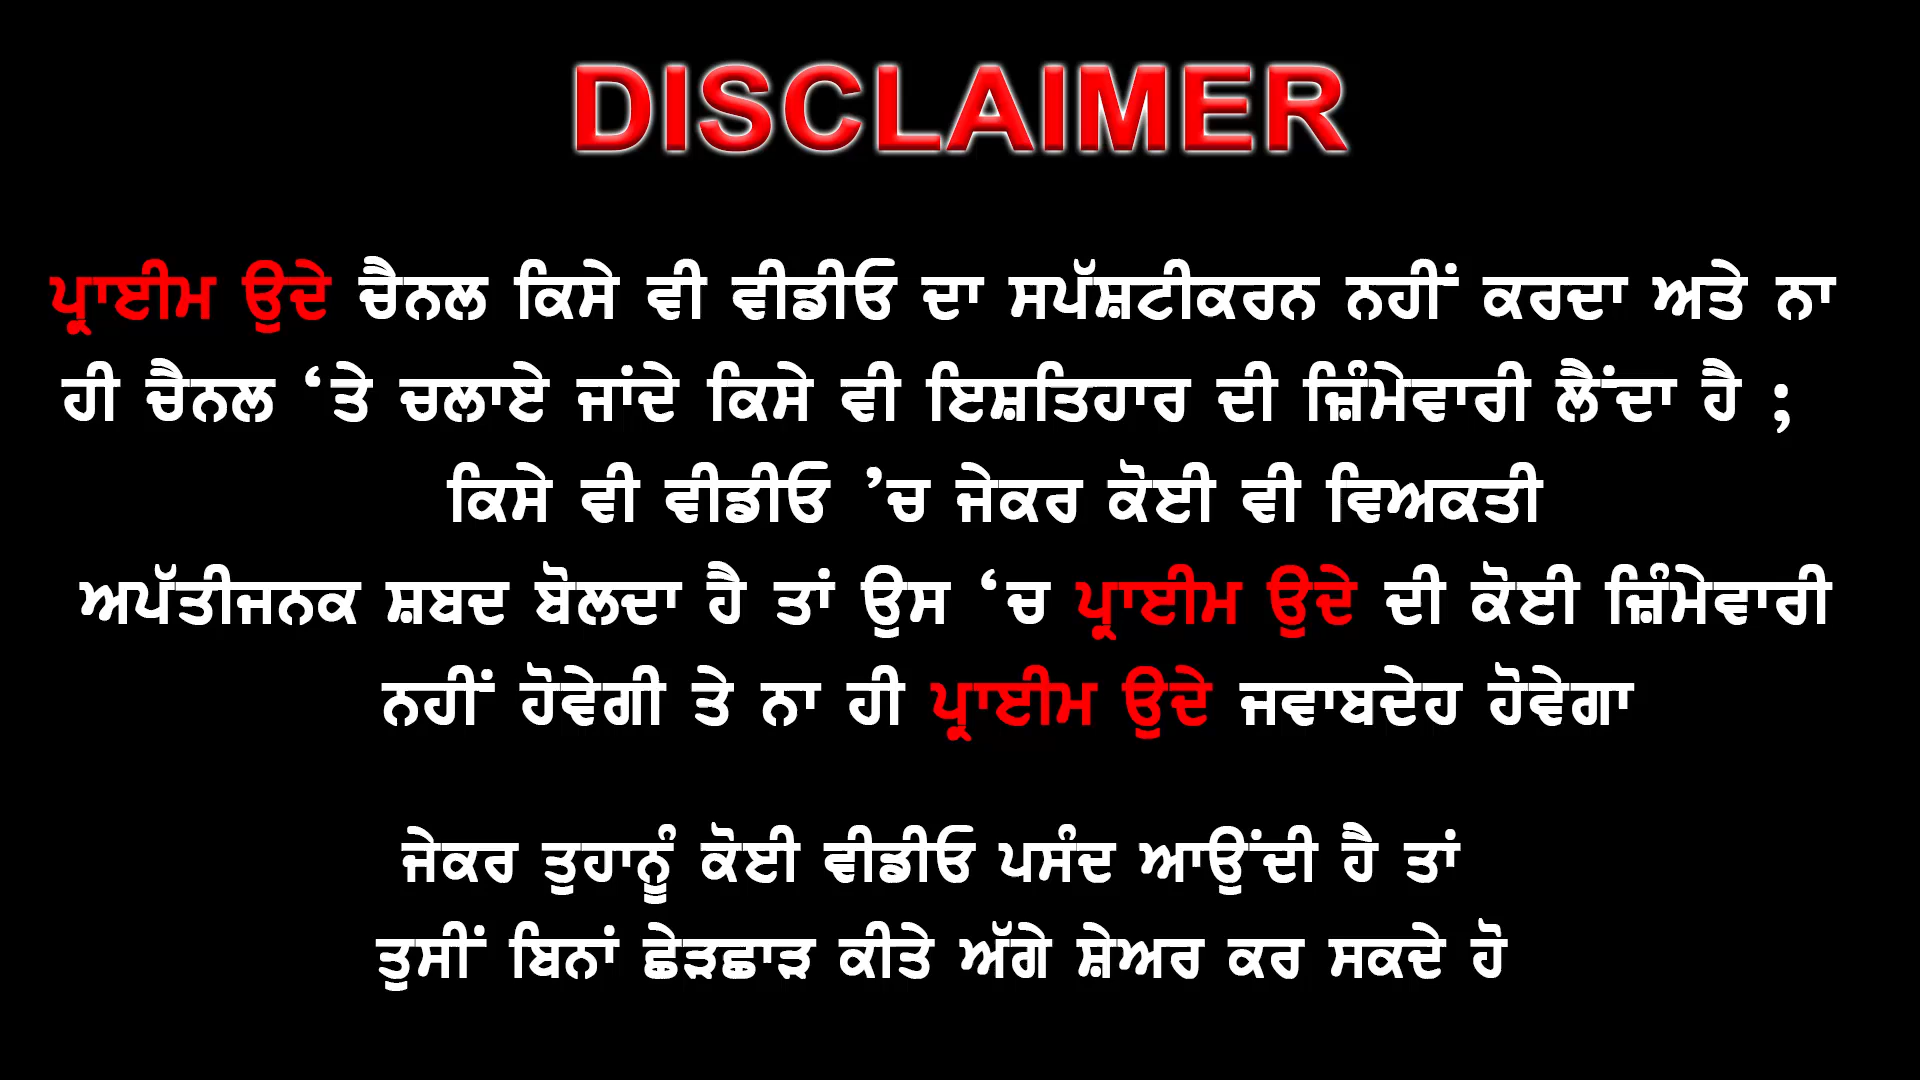 DISCLAIMER
ਪ੍ਰਾਈਮ ਉਦੇ ਚੈਨਲ ਕਿਸੇ ਵੀ ਵੀਡੀਓ ਦਾ ਸਪੱਸ਼ਟੀਕਰਨ ਨਹੀਂ ਕਰਦਾ ਅਤੇ ਨਾ
ਹੀ ਚੈਨਲ ‘ਤੇ ਚਲਾਏ ਜਾਂਦੇ ਕਿਸੇ ਵੀ ਇਸ਼ਤਿਹਾਰ ਦੀ ਜ਼ਿੰਮੇਵਾਰੀ ਲੈਂਦਾ ਹੈ ;
ਕਿਸੇ ਵੀ ਵੀਡੀਓ ’ਚ ਜੇਕਰ ਕੋਈ ਵੀ ਵਿਅਕਤੀ
ਅਪੱਤੀਜਨਕ ਸ਼ਬਦ ਬੋਲਦਾ ਹੈ ਤਾਂ ਉਸ ‘ਚ ਪ੍ਰਾਈਮ ਉਦੇ ਦੀ ਕੋਈ ਜ਼ਿੰਮੇਵਾਰੀ
ਨਹੀਂ ਹੋਵੇਗੀ ਤੇ ਨਾ ਹੀ ਪ੍ਰਾਈਮ ਉਦੇ ਜਵਾਬਦੇਹ ਹੋਵੇਗਾ
ਜੇਕਰ ਤੁਹਾਨੂੰ ਕੋਈ ਵੀਡੀਓ ਪਸੰਦ ਆਉਂਦੀ ਹੈ ਤਾਂ
ਤੁਸੀਂ ਬਿਨਾਂ ਛੇੜਛਾੜ ਕੀਤੇ ਅੱਗੇ ਸ਼ੇਅਰ ਕਰ ਸਕਦੇ ਹੋ